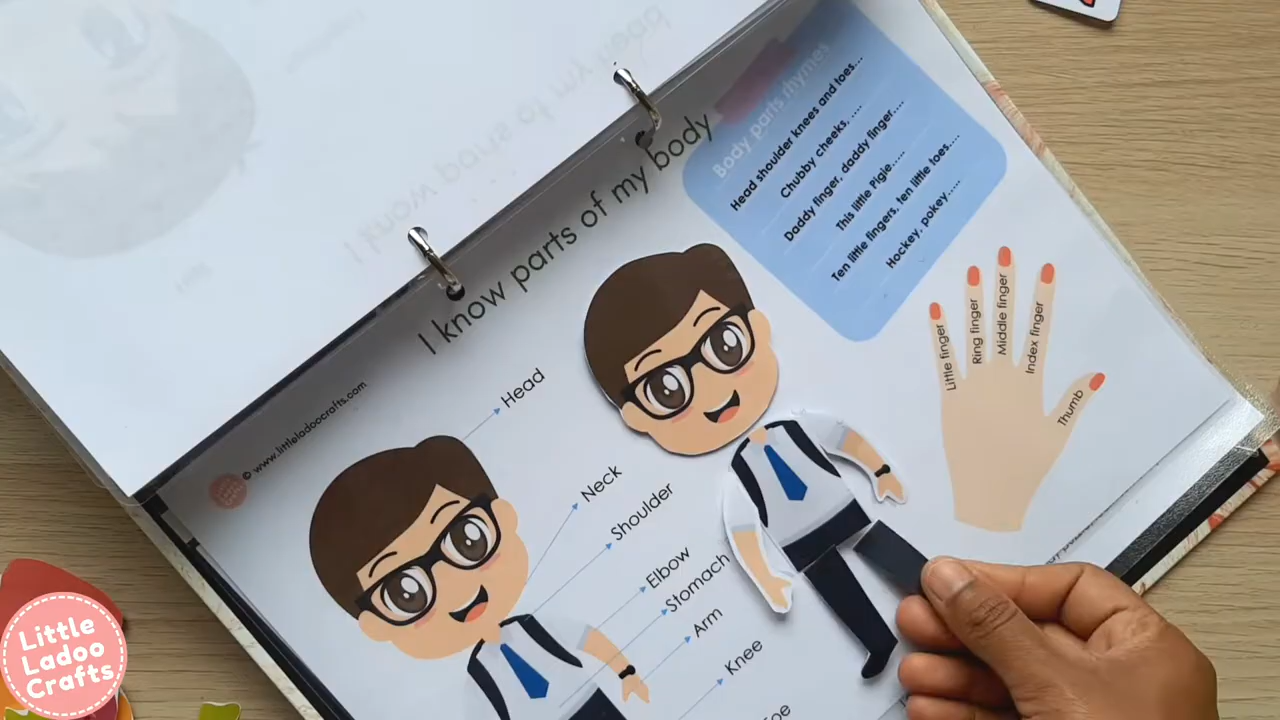 I know parts of my body
Body parts rhymes
Head shoulder knees and toes...
Chubby cheeks, ....
Daddy finger, daddy finger....
This little Pigie.....
Ten little fingers, ten little toes....
Hockey, pokey.....
Little finger
Ring finger
Middle finger
Index finger
Thumb
© www.littleladoocrafts.com
Head
Neck
Shoulder
Elbow
Stomach
Arm
Knee
Little
Ladoo
Crafts